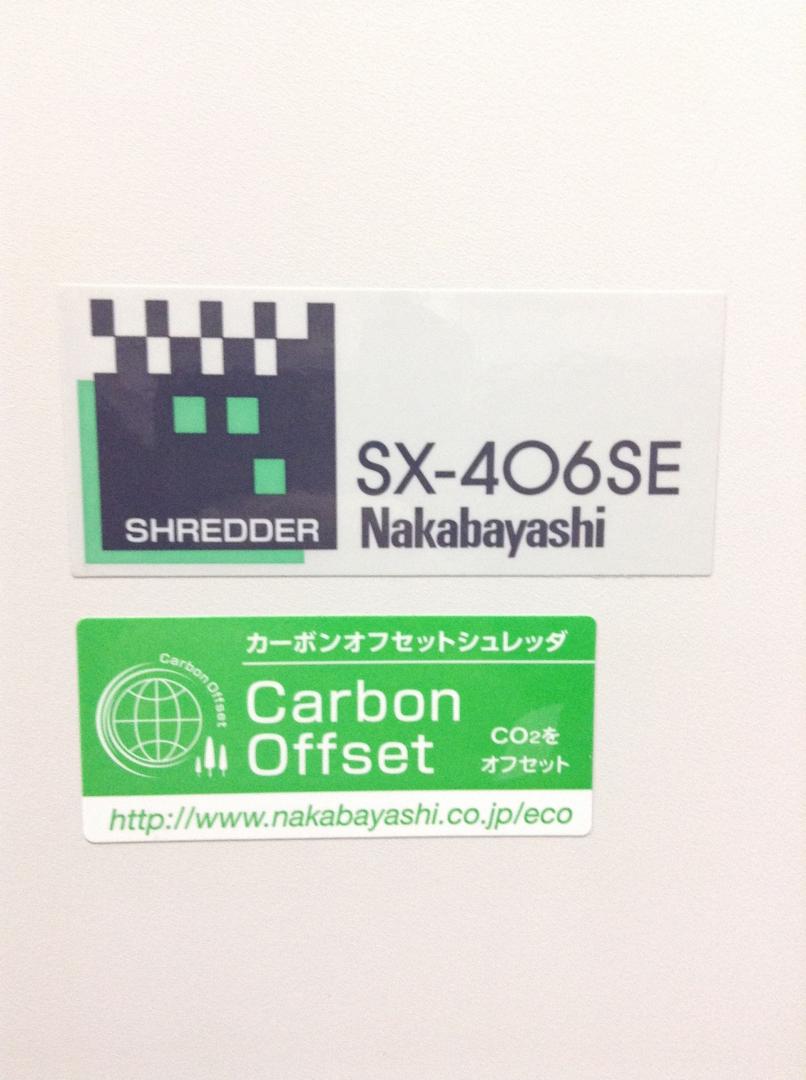 SHREDDER
SX-406SE
Nakabayashi
カーボンオフセットシュレッダ
Carbon Offset
Carbon
Offset
CO2を
オフセット
http://www.nakabayashi.co.jp/eco